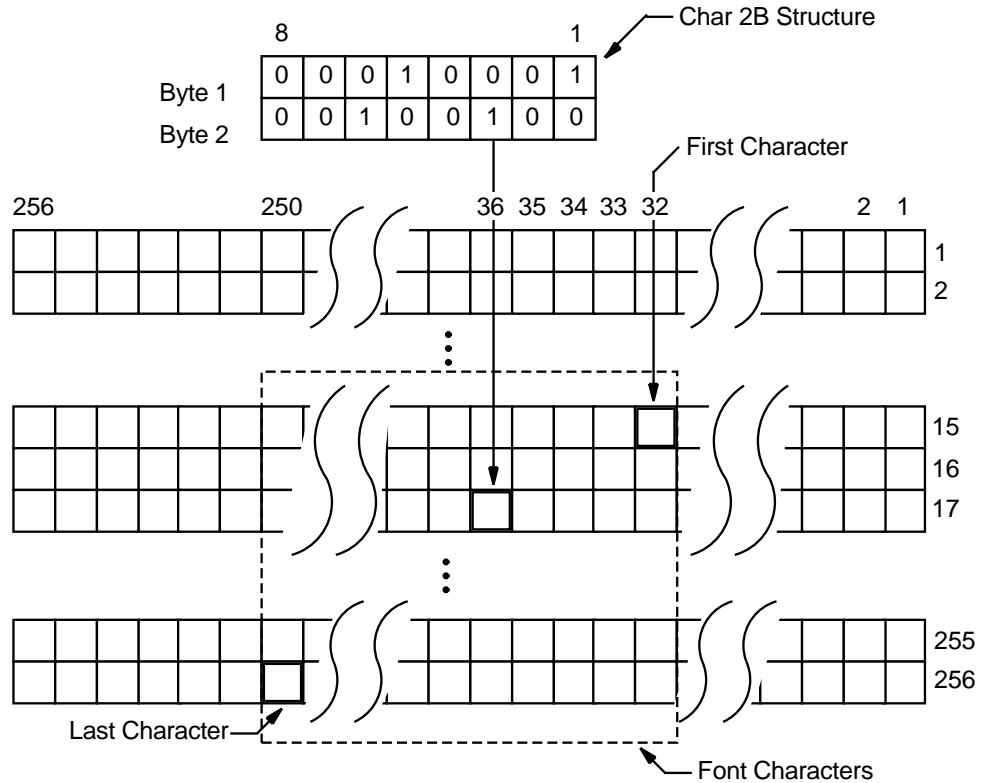 Char 2B Structure
8 1
Byte 1 0 0 0 1 0 0 0 1
Byte 2 0 0 1 0 0 1 0 0
First Character
256 250 36 35 34 33 32 2 1
1
2
15
16
17
255
256
Last Character
Font Characters